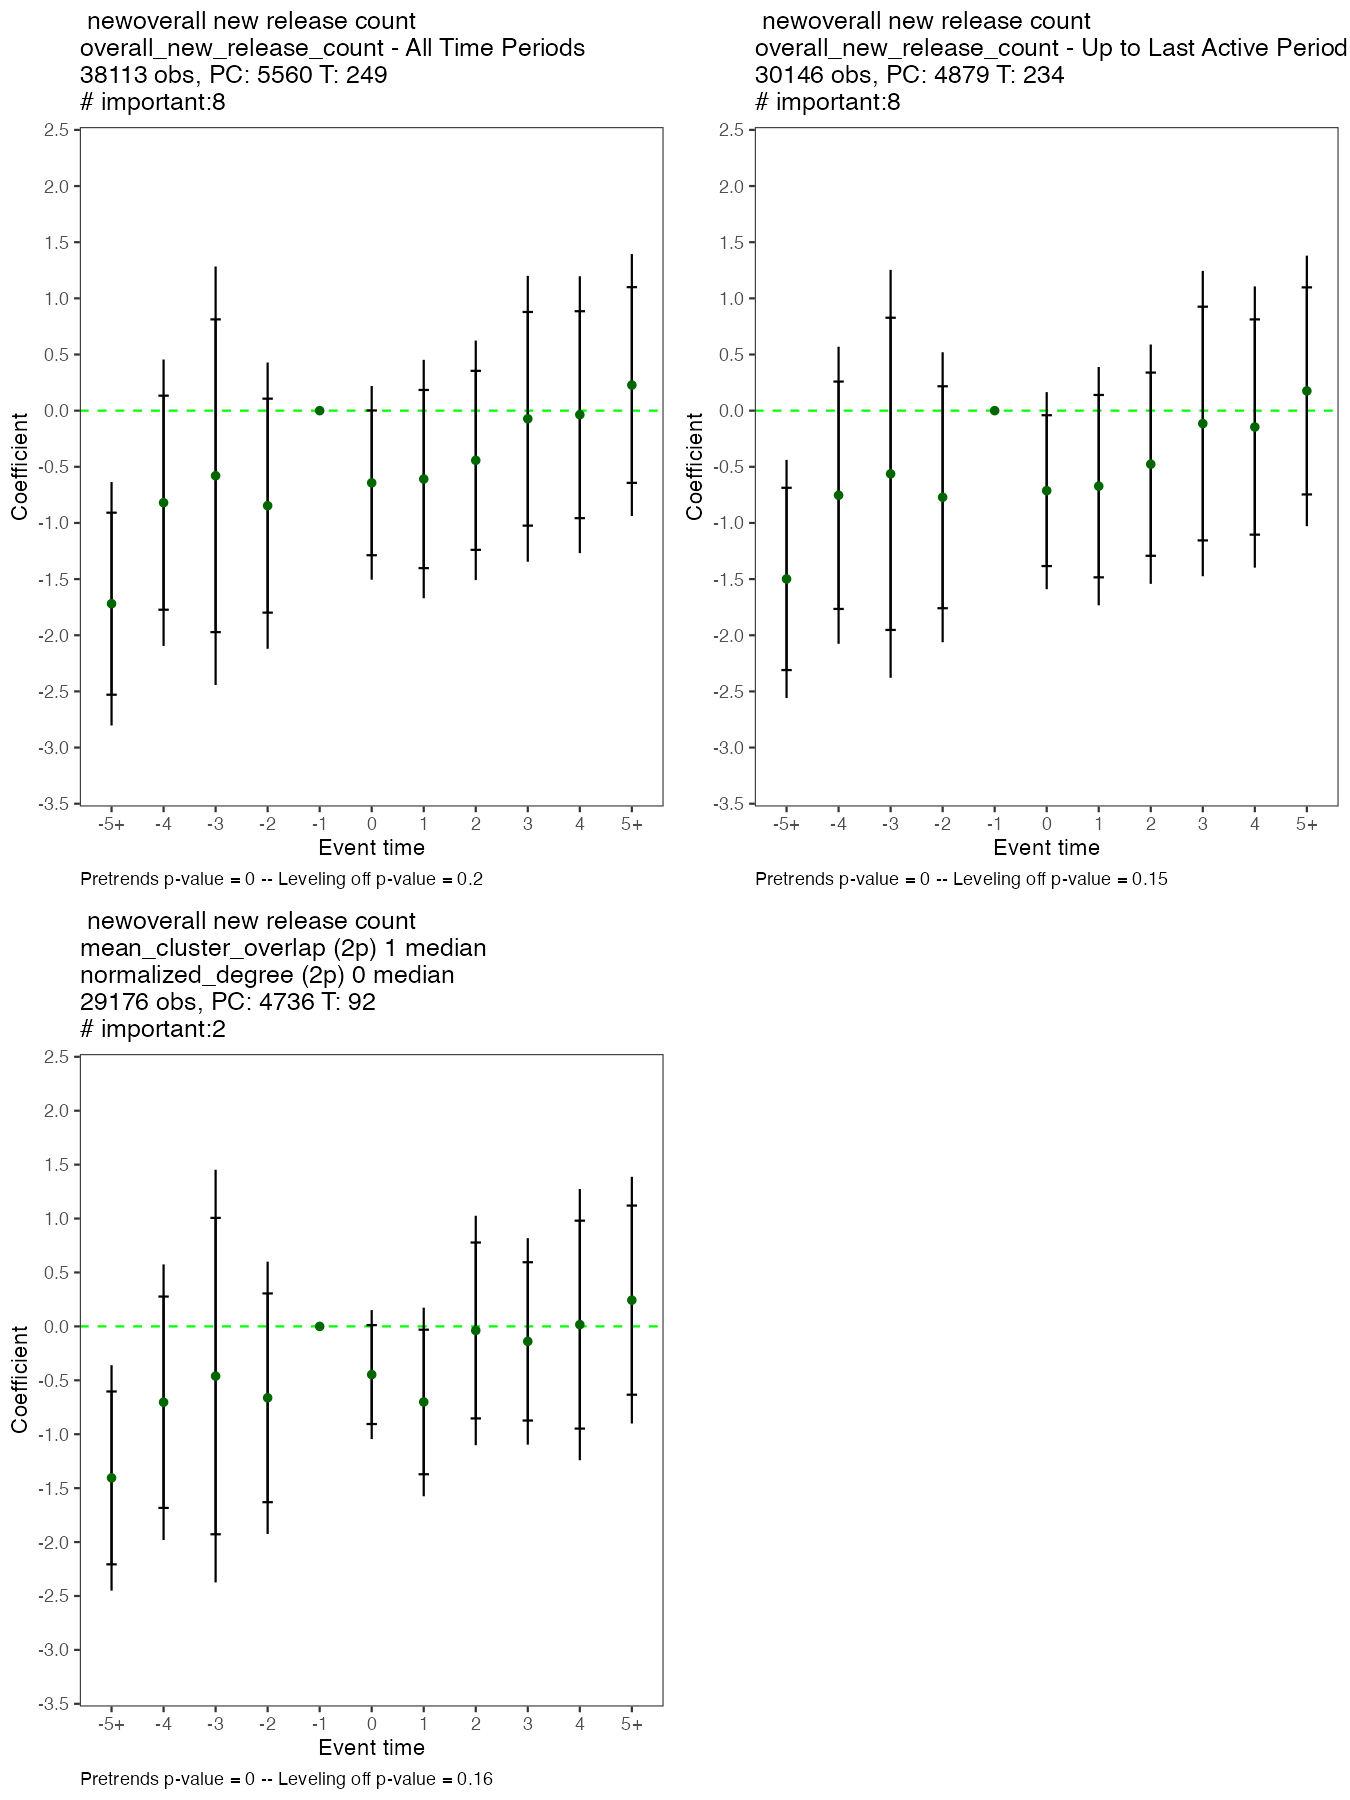 newoverall new release count
overall_new_release_count - All Time Periods
38113 obs, PC: 5560 T: 249
# important:8
2.5
2.0
1.5
1.0
0.5
0.0
-0.5
-1.0
-1.5
-2.0
-2.5
-3.0
-3.5
Coefficient
-5+ -4 -3 -2 -1 0 1 2 3 4 5+
Event time
Pretrends p-value = 0 -- Leveling off p-value = 0.2
newoverall new release count
overall_new_release_count - Up to Last Active Period
30146 obs, PC: 4879 T: 234
# important:8
2.5
2.0
1.5
1.0
0.5
0.0
-0.5
-1.0
-1.5
-2.0
-2.5
-3.0
-3.5
Coefficient
-5+ -4 -3 -2 -1 0 1 2 3 4 5+
Event time
Pretrends p-value = 0 -- Leveling off p-value = 0.15
newoverall new release count
mean_cluster_overlap (2p) 1 median
normalized_degree (2p) 0 median
29176 obs, PC: 4736 T: 92
# important:2
2.5
2.0
1.5
1.0
0.5
0.0
-0.5
-1.0
-1.5
-2.0
-2.5
-3.0
-3.5
Coefficient
-5+ -4 -3 -2 -1 0 1 2 3 4 5+
Event time
Pretrends p-value = 0 -- Leveling off p-value = 0.16